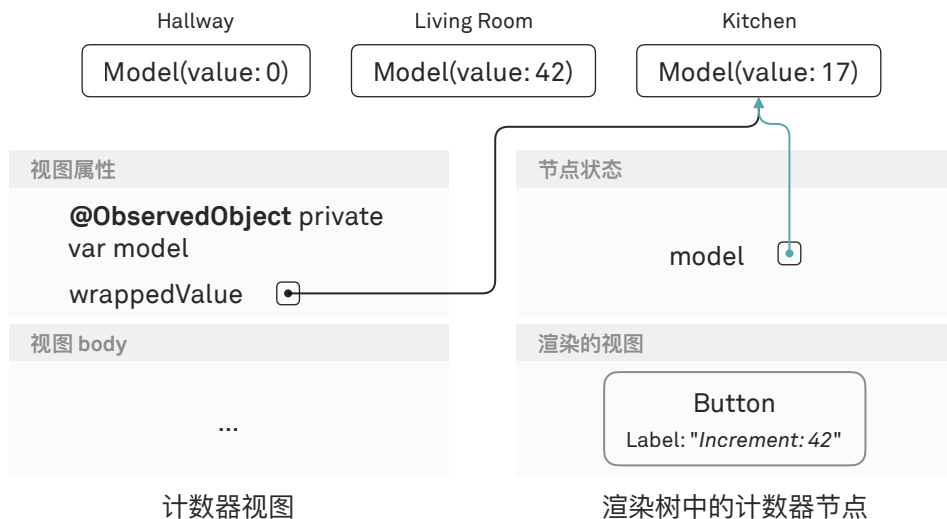 Hallway
Living Room
Kitchen
Model(value: 0)
Model(value: 42)
Model(value: 17)
视图属性
@ObservedObject private
var model
wrappedValue
节点状态
model
视图 body
...
渲染的视图
Button
Label: "Increment: 42"
计数器视图
渲染树中的计数器节点